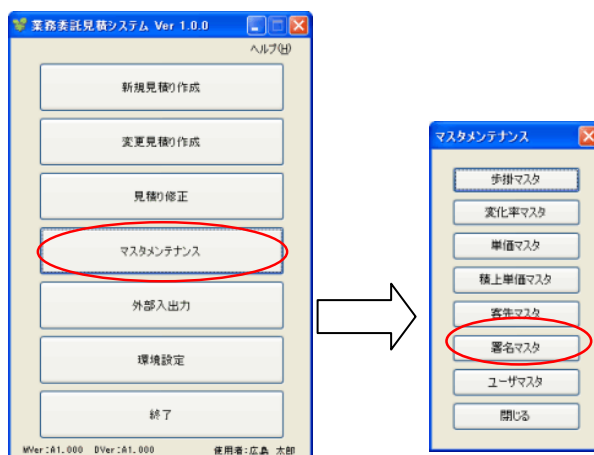 業務委託見積システム Ver 1.0.0
ヘルプ(H)
新規見積り作成
変更見積り作成
見積り修正
マスタメンテナンス
外部入出力
環境設定
終了
MVer:A1.000 DVer:A1.000 使用者:広島 太郎
マスタメンテナンス
歩掛マスタ
変化率マスタ
単価マスタ
積上単価マスタ
客先マスタ
署名マスタ
ユーザマスタ
閉じる